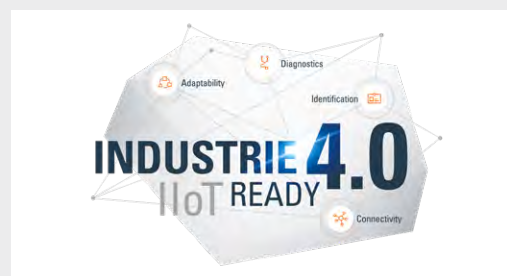 Diagnostics
Adaptability
Identification
INDUSTRIE 4.0
IIoT READY
Connectivity